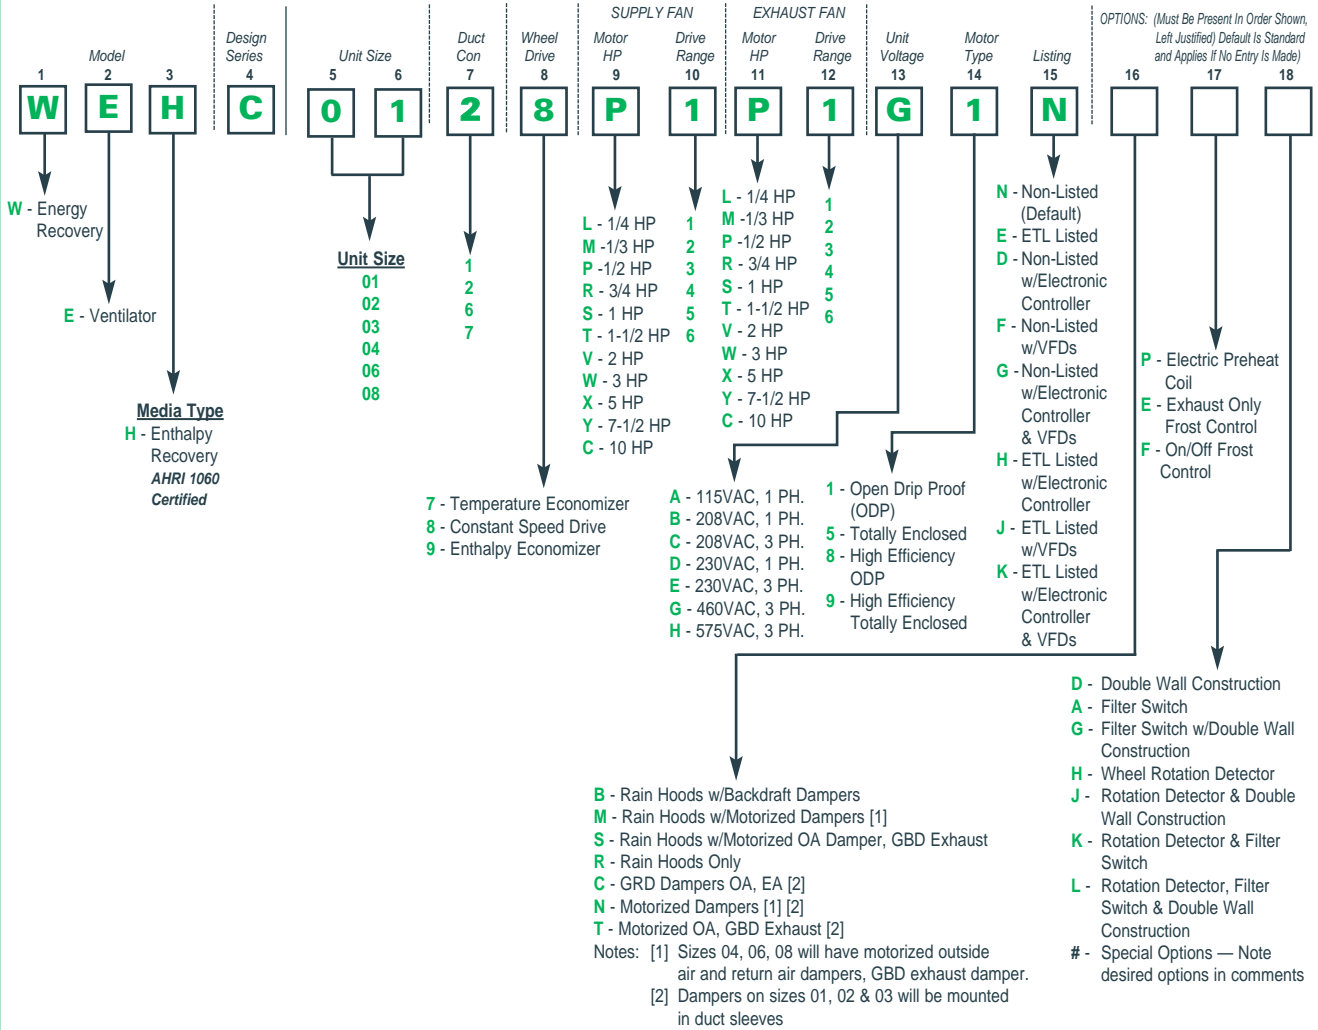 SUPPLY FAN
EXHAUST FAN
OPTIONS: (Must Be Present In Order Shown,
Left Justified) Default Is Standard
and Applies If No Entry Is Made)
Model
Design
Series
Unit Size
Duct
Con
Wheel
Drive
Motor
HP
Drive
Range
Motor
HP
Drive
Range
Unit
Voltage
Motor
Type
Listing
1 2 3 4 5 6 7 8 9 10 11 12 13 14 15 16 17 18
W E H C 0 1 2 8 P 1 P 1 G 1 N
W - Energy
Recovery
E - Ventilator
Media Type
H - Enthalpy
Recovery
AHRI 1060
Certified
Unit Size
01
02
03
04
06
08
1
2
6
7
7 - Temperature Economizer
8 - Constant Speed Drive
9 - Enthalpy Economizer
L - 1/4 HP
M -1/3 HP
P -1/2 HP
R - 3/4 HP
S - 1 HP
T - 1-1/2 HP
V - 2 HP
W - 3 HP
X - 5 HP
Y - 7-1/2 HP
C - 10 HP
1
2
3
4
5
6
L - 1/4 HP
M -1/3 HP
P -1/2 HP
R - 3/4 HP
S - 1 HP
T - 1-1/2 HP
V - 2 HP
W - 3 HP
X - 5 HP
Y - 7-1/2 HP
C - 10 HP
1
2
3
4
5
6
A - 115VAC, 1 PH.
B - 208VAC, 1 PH.
C - 208VAC, 3 PH.
D - 230VAC, 1 PH.
E - 230VAC, 3 PH.
G - 460VAC, 3 PH.
H - 575VAC, 3 PH.
1 - Open Drip Proof
(ODP)
5 - Totally Enclosed
8 - High Efficiency
ODP
9 - High Efficiency
Totally Enclosed
N - Non-Listed
(Default)
E - ETL Listed
D - Non-Listed
w/Electronic
Controller
F - Non-Listed
w/VFDs
G - Non-Listed
w/Electronic
Controller
& VFDs
H - ETL Listed
w/Electronic
Controller
J - ETL Listed
w/VFDs
K - ETL Listed
w/Electronic
Controller
& VFDs
B - Rain Hoods w/Backdraft Dampers
M - Rain Hoods w/Motorized Dampers [1]
S - Rain Hoods w/Motorized OA Damper, GBD Exhaust
R - Rain Hoods Only
C - GRD Dampers OA, EA [2]
N - Motorized Dampers [1] [2]
T - Motorized OA, GBD Exhaust [2]
Notes: [1] Sizes 04, 06, 08 will have motorized outside
air and return air dampers, GBD exhaust damper.
[2] Dampers on sizes 01, 02 & 03 will be mounted
in duct sleeves
P - Electric Preheat
Coil
E - Exhaust Only
Frost Control
F - On/Off Frost
Control
D - Double Wall Construction
A - Filter Switch
G - Filter Switch w/Double Wall
Construction
H - Wheel Rotation Detector
J - Rotation Detector & Double
Wall Construction
K - Rotation Detector & Filter
Switch
L - Rotation Detector, Filter
Switch & Double Wall
Construction
# - Special Options — Note
desired options in comments